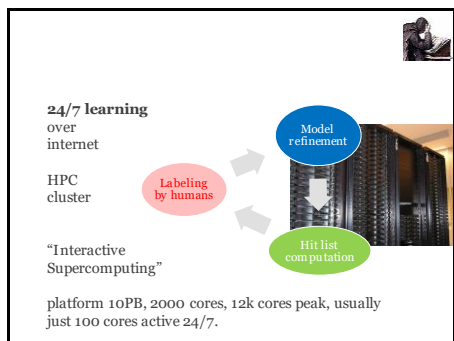 24/7 learning
over
internet
HPC
cluster
"Interactive
Supercomputing"
Model
refinement
Labeling
by humans
Hit list
computation
platform 10PB, 2000 cores, 12k cores peak, usually
just 100 cores active 24/7.